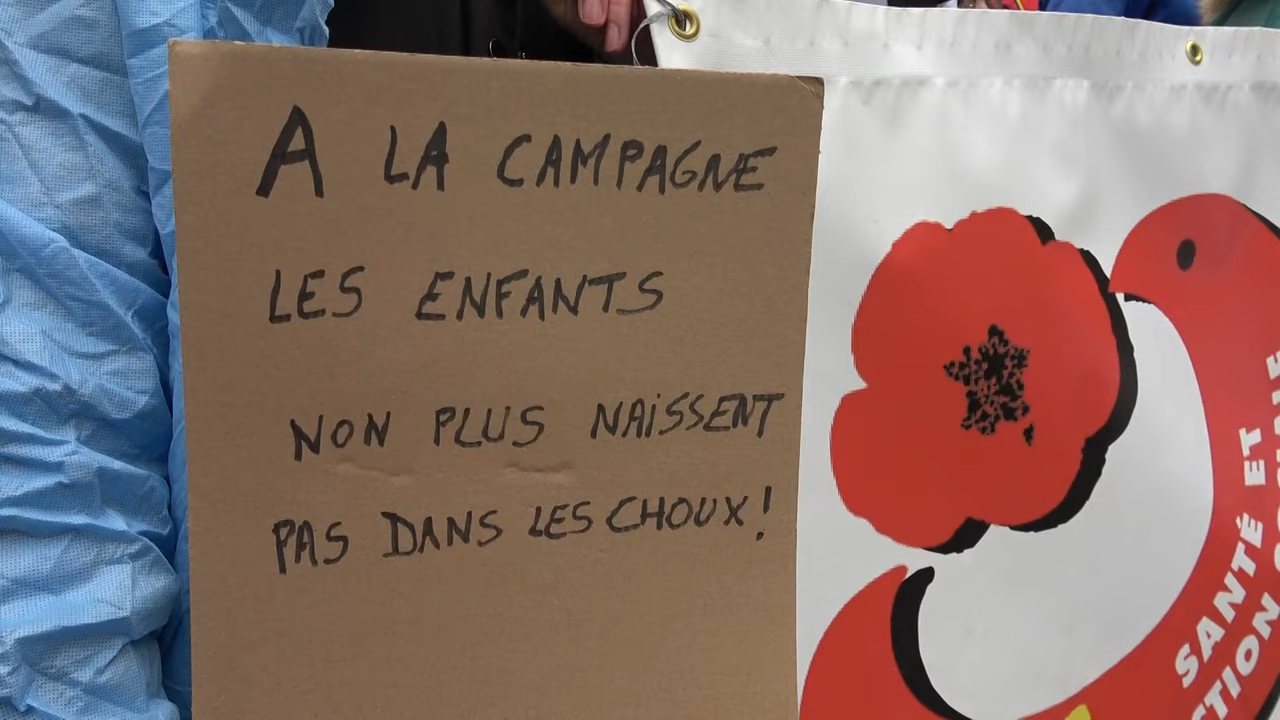 A LA CAMPAGNE
LES ENFANTS
NON PLUS NAISSENT
PAS DANS LES CHOUX!
SANTÉ ET